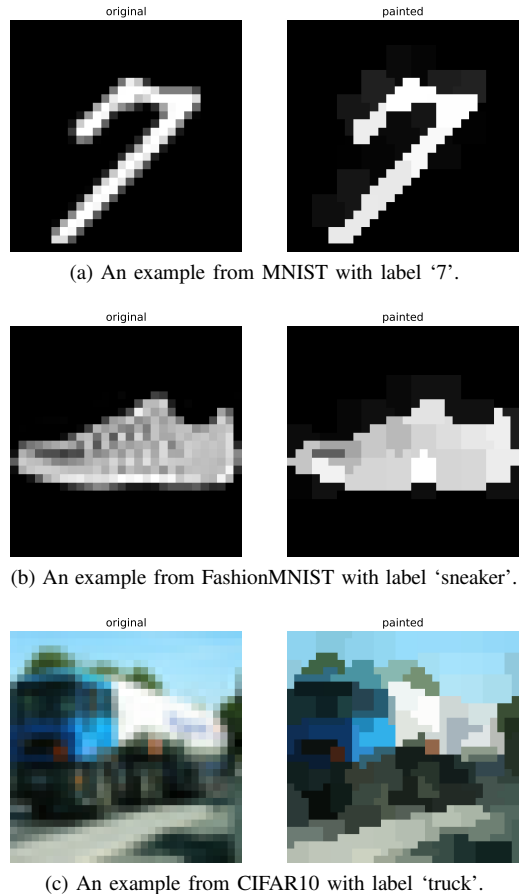 original painted
(a) An example from MNIST with label ‘7’.
original painted
(b) An example from FashionMNIST with label ‘sneaker’.
original painted
(c) An example from CIFAR10 with label ‘truck’.